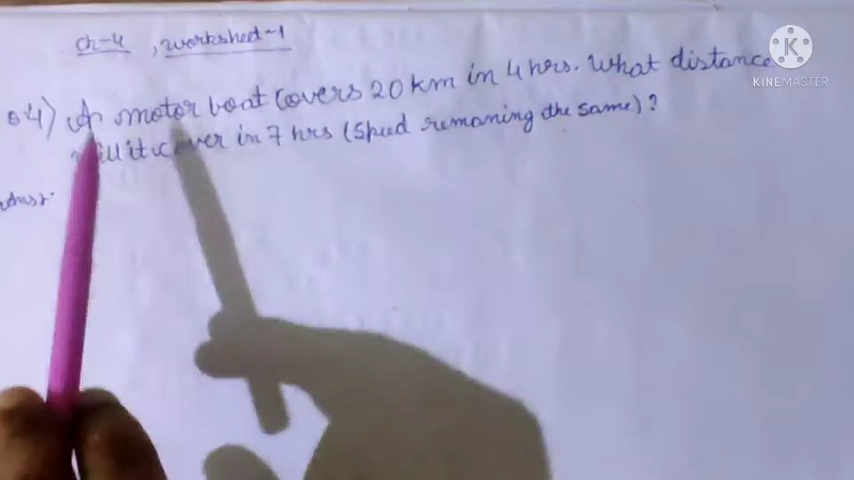 Ch-4 , worksheet-1
Q4) A motor boat covers 20 km in 4 hrs. What distance
will it cover in 7 hrs (Speed remaning the same) ?
Ans:-
K
KINEMASTER